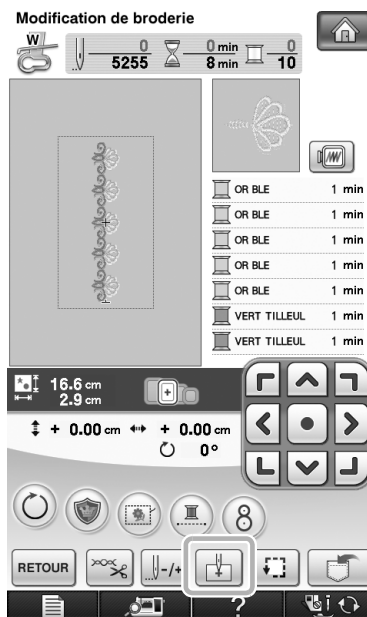 Modification de broderie
W
0 0 min 0
5255 8 min 10
OR BLE 1 min
OR BLE 1 min
OR BLE 1 min
OR BLE 1 min
OR BLE 1 min
VERT TILLEUL 1 min
VERT TILLEUL 1 min
16.6 cm
2.9 cm
+ 0.00 cm + 0.00 cm
0°
8
RETOUR -/+
?